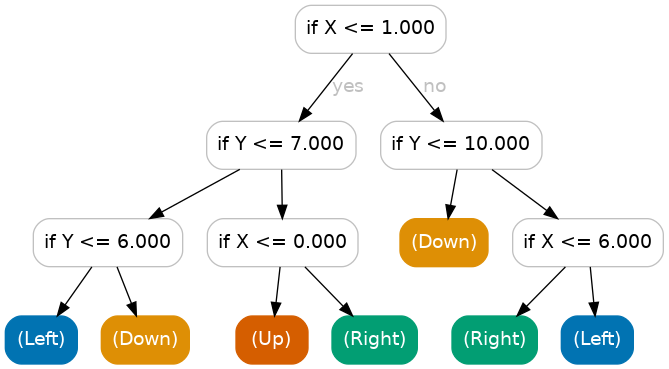 if X <= 1.000
yes
no
if Y <= 7.000
if Y <= 10.000
if Y <= 6.000
if X <= 0.000
(Down)
if X <= 6.000
(Left)
(Down)
(Up)
(Right)
(Right)
(Left)